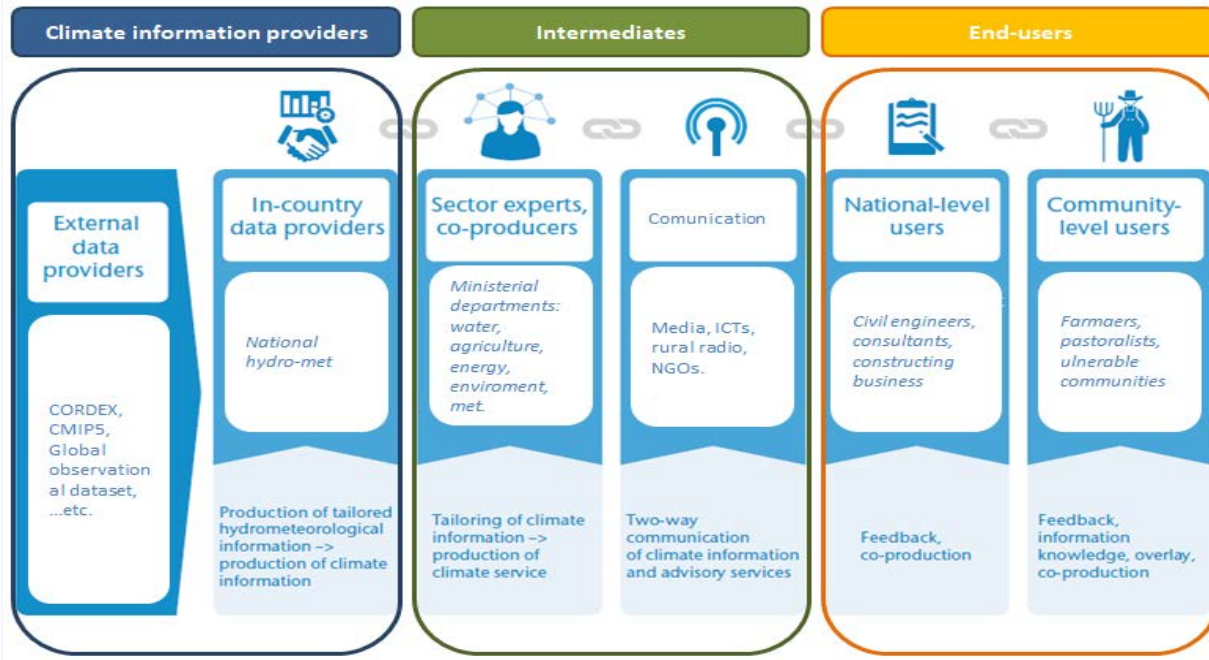 Climate information providers
Intermediates
End-users
External
data
providers
CORDEX,
CMIP5,
Global
observation
al dataset,
...etc.
In-country
data providers
National
hydro-met
Production of tailored
hydrometeorological
information –>
production of climate
information
Sector experts,
co-producers
Ministerial
departments:
water,
agriculture,
energy,
enviroment,
met.
Tailoring of climate
information –>
production of
climate service
Comunication
Media, ICTs,
rural radio,
NGOs.
Two-way
communication
of climate information
and advisory services
National-level
users
Civil engineers,
consultants,
constructing
business
Feedback,
co-production
Community-
level users
Farmaers,
pastoralists,
ulnerable
communities
Feedback,
information
knowledge, overlay,
co-production